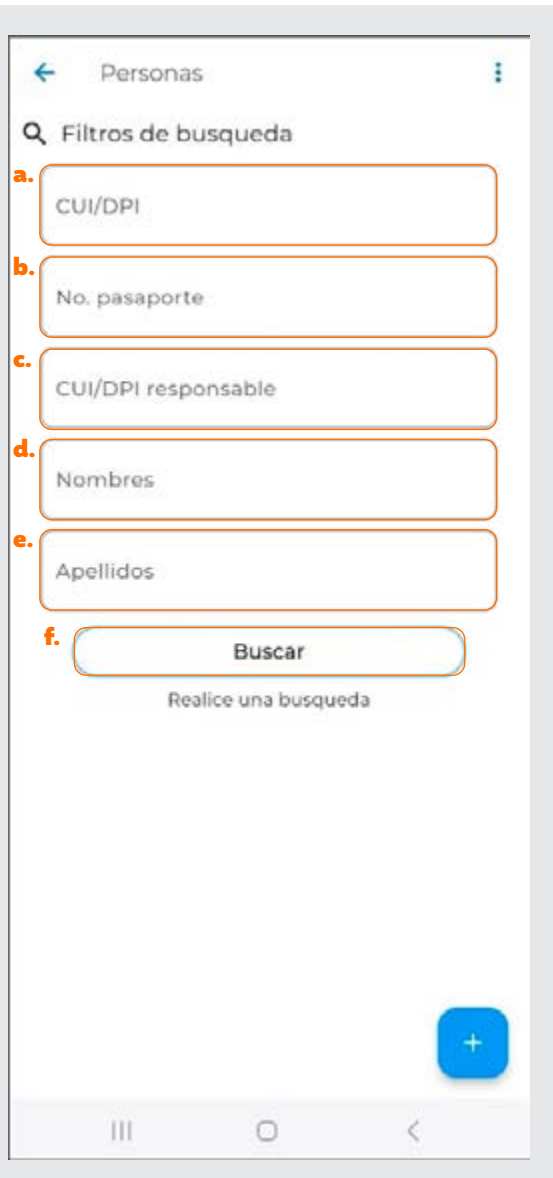 Personas
Filtros de busqueda
a.
CUI/DPI
b.
No. pasaporte
c.
CUI/DPI responsable
d.
Nombres
e.
Apellidos
f.
Buscar
Realice una busqueda
+